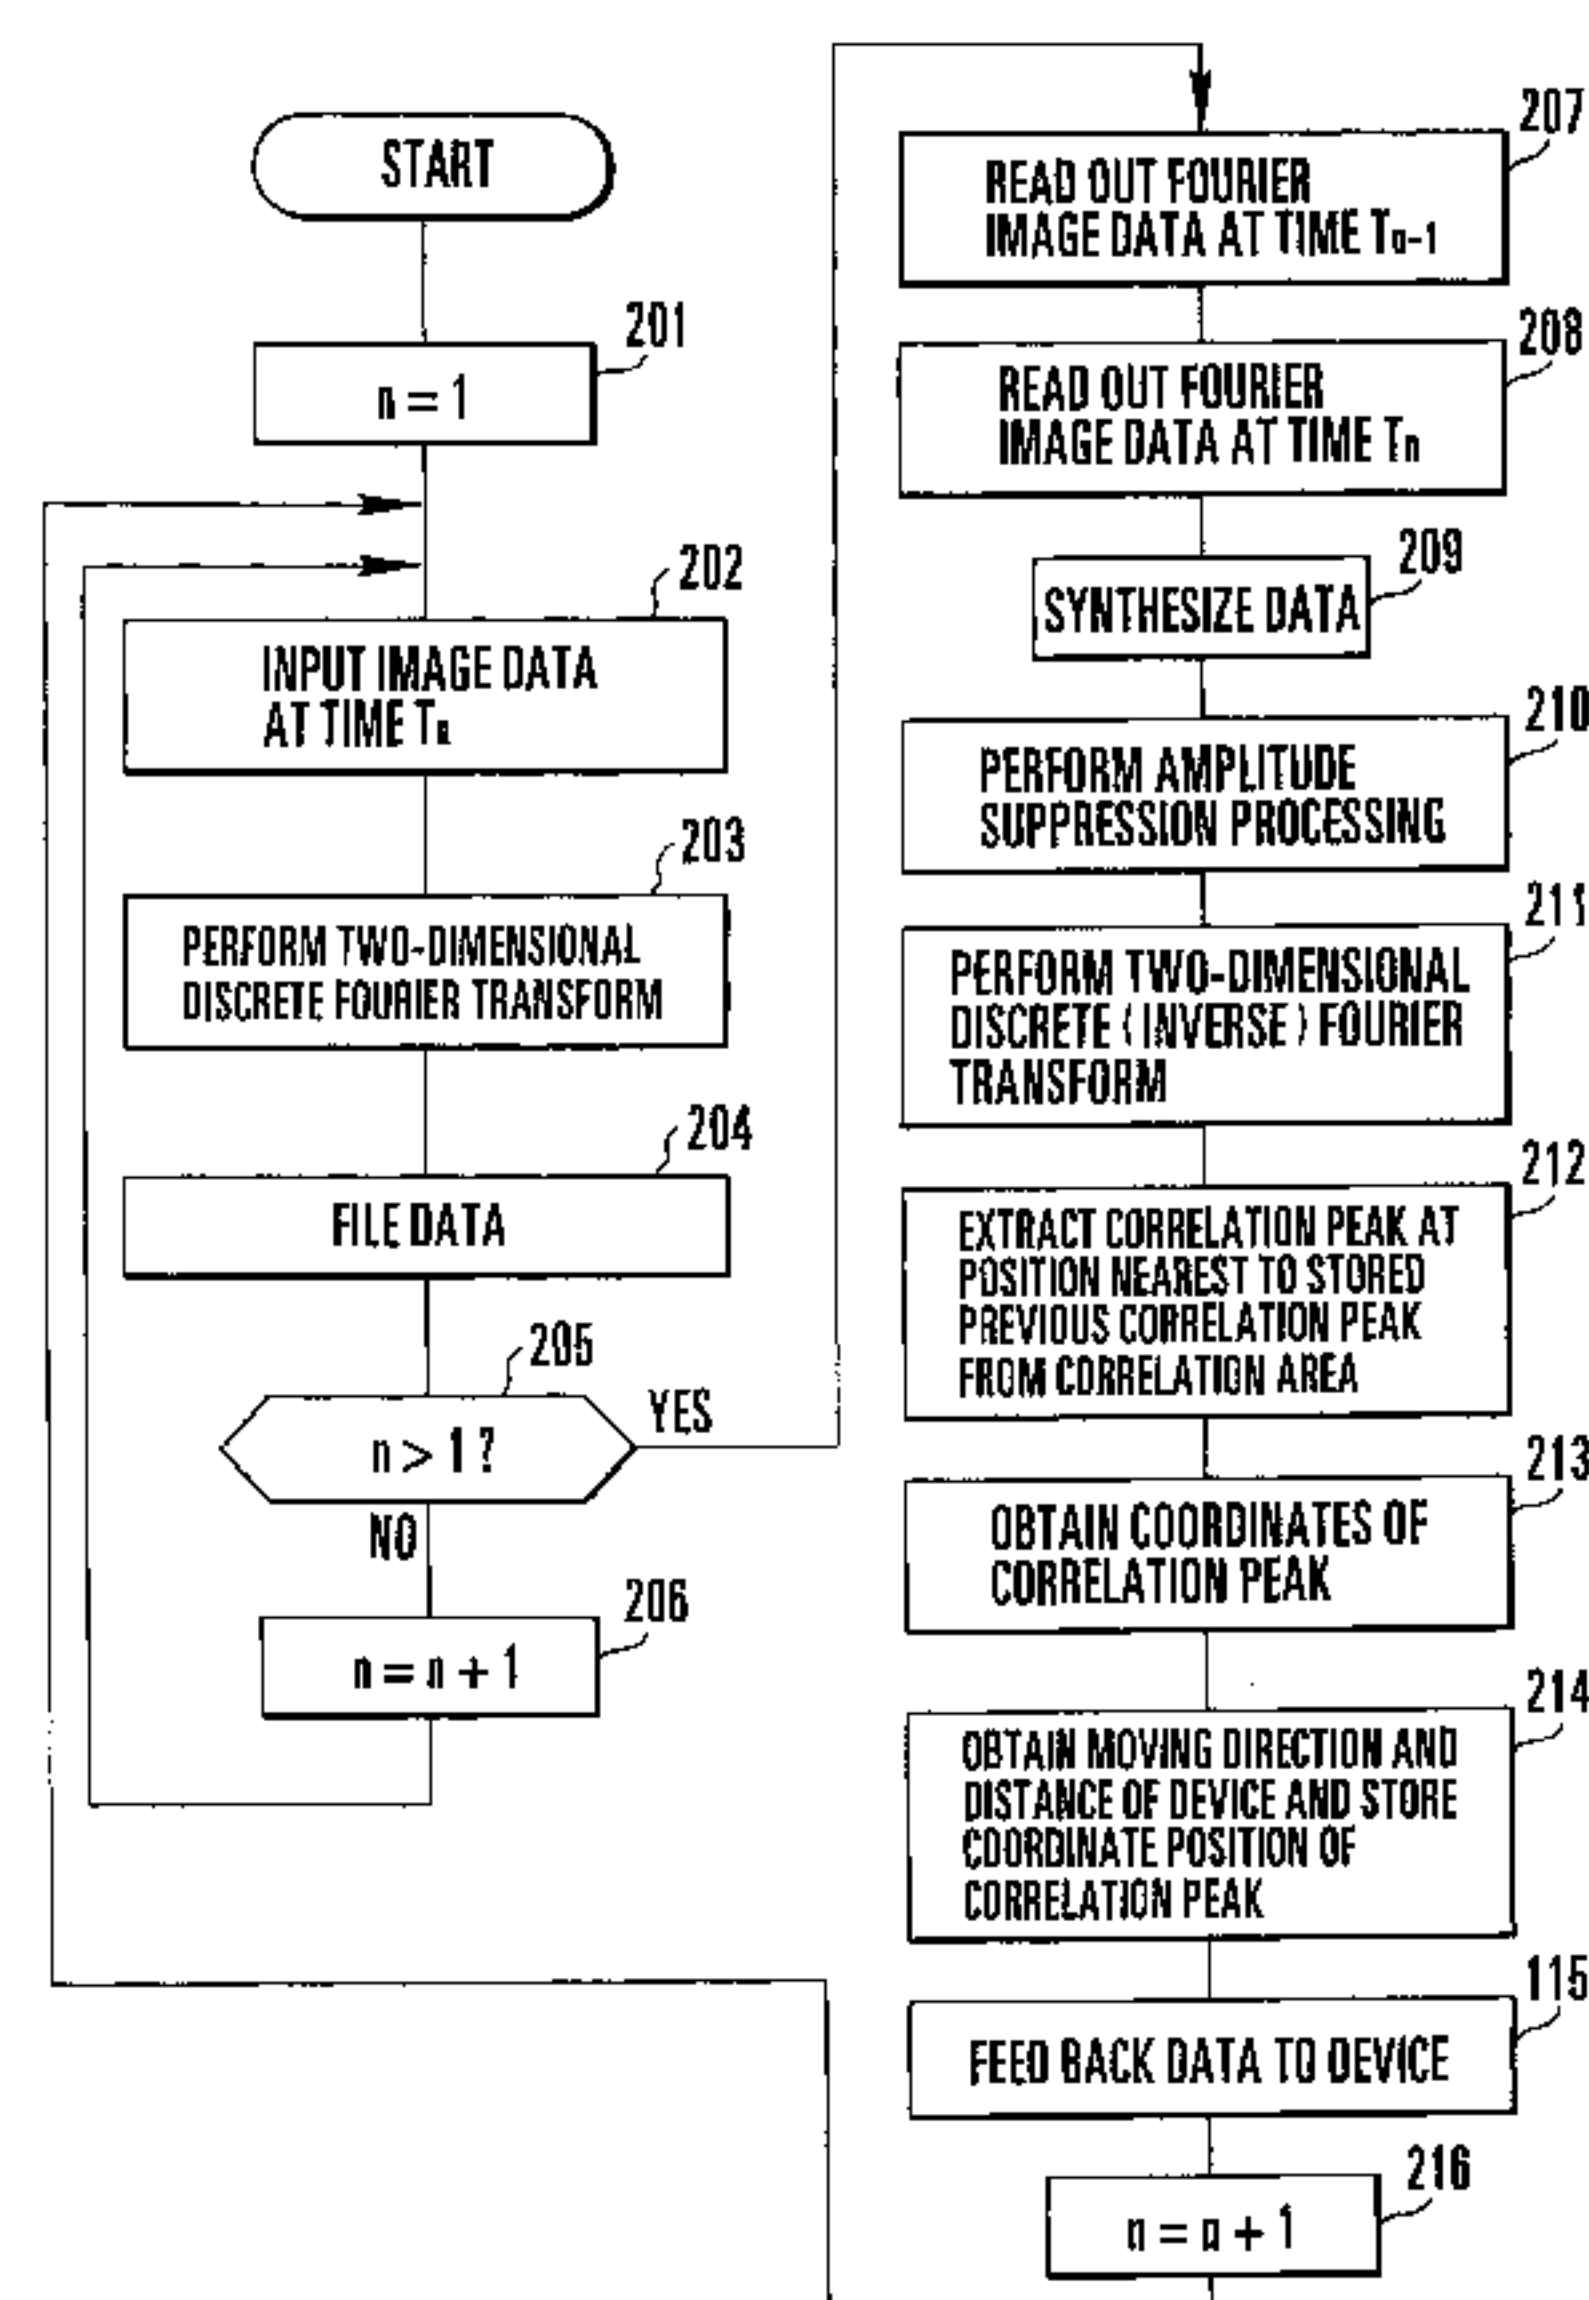 START
201
n = 1
202
INPUT IMAGE DATA
AT TIME Tn
203
PERFORM TWO-DIMENSIONAL
DISCRETE FOURIER TRANSFORM
204
FILE DATA
205
n > 1 ?
YES
NO
206
n = n + 1
207
READ OUT FOURIER
IMAGE DATA AT TIME Tn-1
208
READ OUT FOURIER
IMAGE DATA AT TIME Tn
209
SYNTHESIZE DATA
210
PERFORM AMPLITUDE
SUPPRESSION PROCESSING
211
PERFORM TWO-DIMENSIONAL
DISCRETE (INVERSE) FOURIER
TRANSFORM
212
EXTRACT CORRELATION PEAK AT
POSITION NEAREST TO STORED
PREVIOUS CORRELATION PEAK
FROM CORRELATION AREA
213
OBTAIN COORDINATES OF
CORRELATION PEAK
214
OBTAIN MOVING DIRECTION AND
DISTANCE OF DEVICE AND STORE
COORDINATE POSITION OF
CORRELATION PEAK
115
FEED BACK DATA TO DEVICE
216
n = n + 1